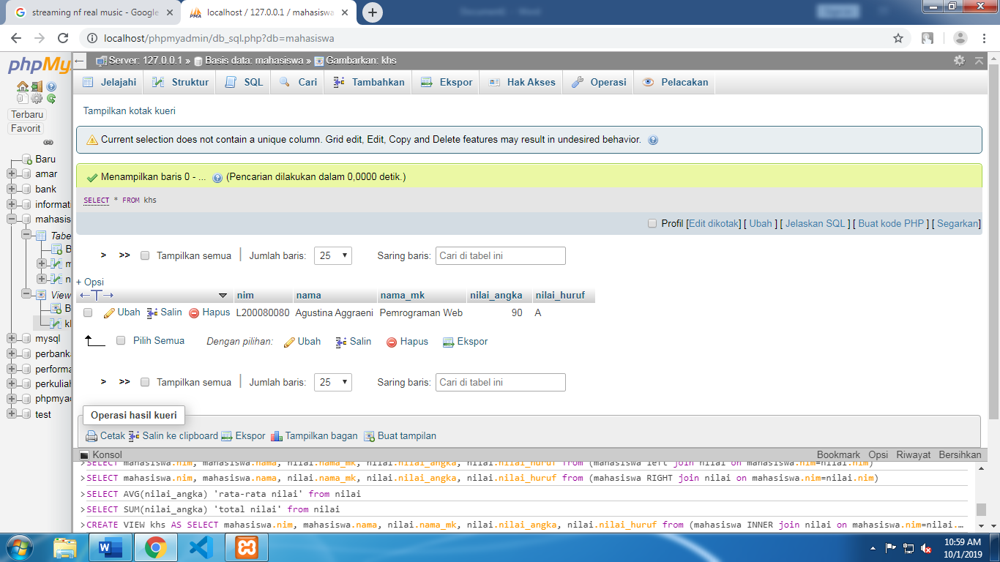 streaming nf real music - Google
localhost / 127.0.0.1 / mahasiswa
localhost/phpmyadmin/db_sql.php?db=mahasiswa
phpMy
Server: 127.0.0.1 » Basis data: mahasiswa » Gambarkan: khs
Jelajahi Struktur SQL Cari Tambahkan Ekspor Hak Akses Operasi Pelacakan
Terbaru
Favorit
Baru
amar
bank
informat
mahasis
Tabe
B
m
n
View
B
kh
mysql
perbanka
performa
perkuliah
phpmyad
test
Tampilkan kotak kueri
Current selection does not contain a unique column. Grid edit, Edit, Copy and Delete features may result in undesired behavior.
Menampilkan baris 0 - ... (Pencarian dilakukan dalam 0,0000 detik.)
SELECT * FROM khs
Profil [Edit dikotak] [ Ubah ] [ Jelaskan SQL ] [ Buat kode PHP ] [ Segarkan]
> >> Tampilkan semua Jumlah baris: 25 Saring baris: Cari di tabel ini
+ Opsi
nim nama nama_mk nilai_angka nilai_huruf
Ubah Salin Hapus L200080080 Agustina Aggraeni Pemrograman Web 90 A
Pilih Semua Dengan pilihan: Ubah Salin Hapus Ekspor
> >> Tampilkan semua Jumlah baris: 25 Saring baris: Cari di tabel ini
Operasi hasil kueri
Cetak Salin ke clipboard Ekspor Tampilkan bagan Buat tampilan
Konsol Bookmark Opsi Riwayat Bersihkan
>SELECT mahasiswa.nim, mahasiswa.nama, nilai.nama_mk, nilai.nilai_angka, nilai.nilai_huruf from (mahasiswa left join nilai on mahasiswa.nim=nilai.nim)
>SELECT mahasiswa.nim, mahasiswa.nama, nilai.nama_mk, nilai.nilai_angka, nilai.nilai_huruf from (mahasiswa RIGHT join nilai on mahasiswa.nim=nilai.nim)
>SELECT AVG(nilai_angka) 'rata-rata nilai' from nilai
>SELECT SUM(nilai_angka) 'total nilai' from nilai
>CREATE VIEW khs AS SELECT mahasiswa.nim, mahasiswa.nama, nilai.nama_mk, nilai.nilai_angka, nilai.nilai_huruf from (mahasiswa INNER join nilai on mahasiswa.nim=nilai.…
10:59 AM
10/1/2019